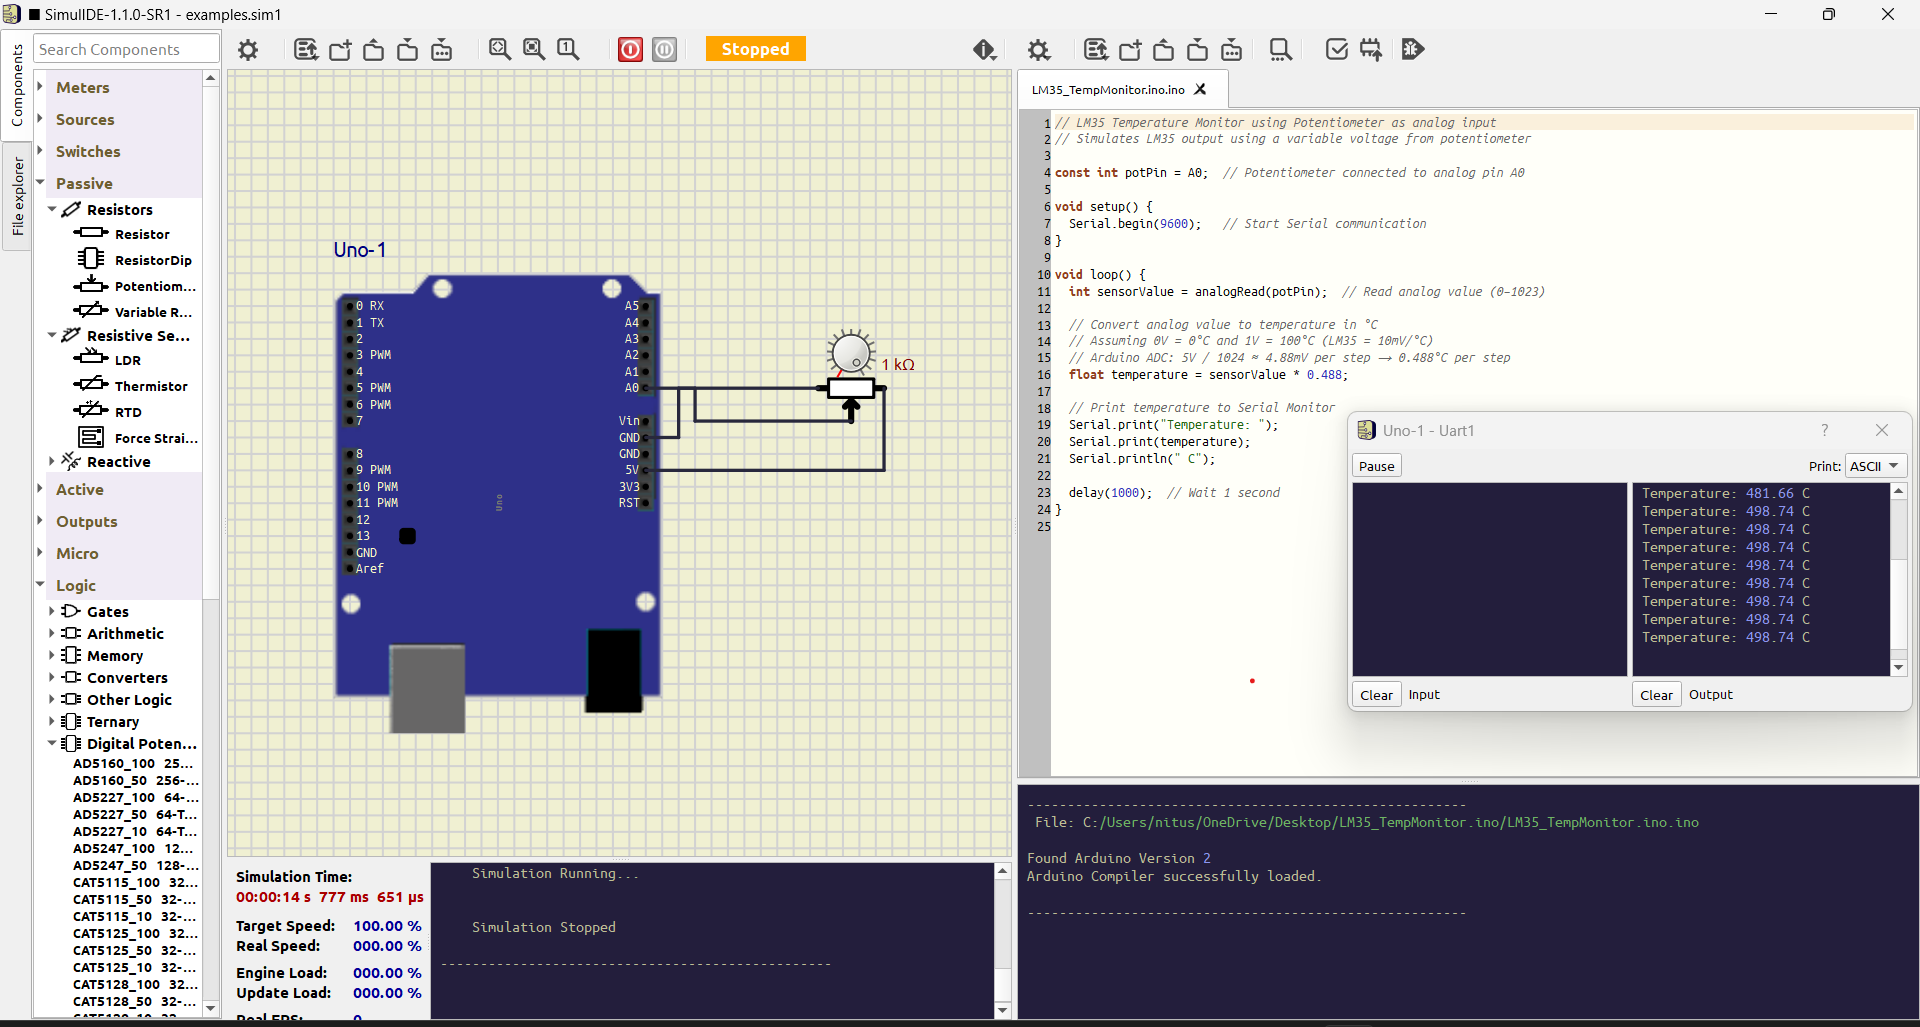 SimulIDE-1.1.0-SR1 - examples.sim1
Components
File explorer
Search Components
Meters
Sources
Switches
Passive
Resistors
Resistor
ResistorDip
Potentiom...
Variable R...
Resistive Se...
LDR
Thermistor
RTD
Force Strai...
Reactive
Active
Outputs
Micro
Logic
Gates
Arithmetic
Memory
Converters
Other Logic
Ternary
Digital Poten...
AD5160_100 25...
AD5160_50 256-...
AD5227_100 64-...
AD5227_50 64-T...
AD5227_10 64-T...
AD5247_100 12...
AD5247_50 128-...
CAT5115_100 32...
CAT5115_50 32-...
CAT5115_10 32-...
CAT5125_100 32...
CAT5125_50 32-...
CAT5125_10 32-...
CAT5128_100 32...
CAT5128_50 32-...
Stopped
Uno-1
0 RX
1 TX
2
3 PWM
4
5 PWM
6 PWM
7
8
9 PWM
10 PWM
11 PWM
12
13
GND
Aref
Uno
A5
A4
A3
A2
A1
A0
Vin
GND
GND
5V
3V3
RST
1 kΩ
Simulation Time:
00:00:14 s 777 ms 651 µs
Target Speed: 100.00 %
Real Speed: 000.00 %
Engine Load: 000.00 %
Update Load: 000.00 %
Real FPS: 0
Simulation Running...
Simulation Stopped
-----------------------------------------------------
LM35_TempMonitor.ino.ino
1 // LM35 Temperature Monitor using Potentiometer as analog input
2 // Simulates LM35 output using a variable voltage from potentiometer
3
4 const int potPin = A0;  // Potentiometer connected to analog pin A0
5
6 void setup() {
7   Serial.begin(9600);   // Start Serial communication
8 }
9
10 void loop() {
11   int sensorValue = analogRead(potPin);  // Read analog value (0–1023)
12
13   // Convert analog value to temperature in °C
14   // Assuming 0V = 0°C and 1V = 100°C (LM35 = 10mV/°C)
15   // Arduino ADC: 5V / 1024 ≈ 4.88mV per step → 0.488°C per step
16   float temperature = sensorValue * 0.488;
17
18   // Print temperature to Serial Monitor
19   Serial.print("Temperature: ");
20   Serial.print(temperature);
21   Serial.println(" C");
22
23   delay(1000);  // Wait 1 second
24 }
25
Uno-1 - Uart1
?
Pause
Print: ASCII
Temperature: 481.66 C
Temperature: 498.74 C
Temperature: 498.74 C
Temperature: 498.74 C
Temperature: 498.74 C
Temperature: 498.74 C
Temperature: 498.74 C
Temperature: 498.74 C
Temperature: 498.74 C
Clear Input
Clear Output
-------------------------------------------------------
File: C:/Users/nitus/OneDrive/Desktop/LM35_TempMonitor.ino/LM35_TempMonitor.ino.ino
Found Arduino Version 2
Arduino Compiler successfully loaded.
-------------------------------------------------------